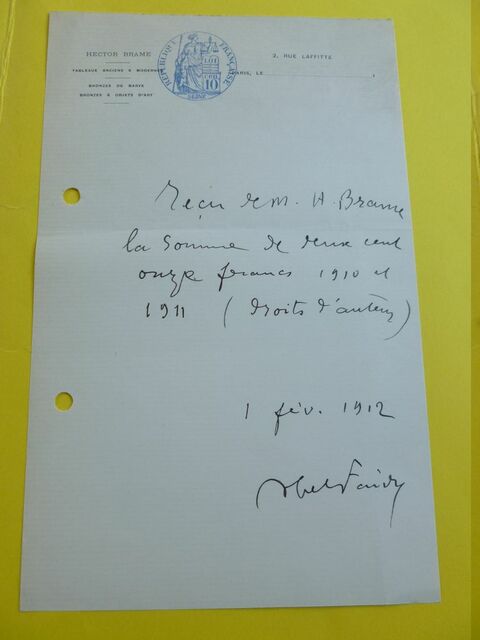 HECTOR BRAME
TABLEAUX ANCIENS & MODERNES
BRONZES DE BARYE
BRONZES & OBJETS D'ART
RÉPUBLIQUE FRANÇAISE
10
2, RUE LAFFITTE
PARIS, LE
Reçu de M. H. Brame
la somme de deux cent
onze francs 1910 et
1911 (droits d'auteur)
1 fév. 1912